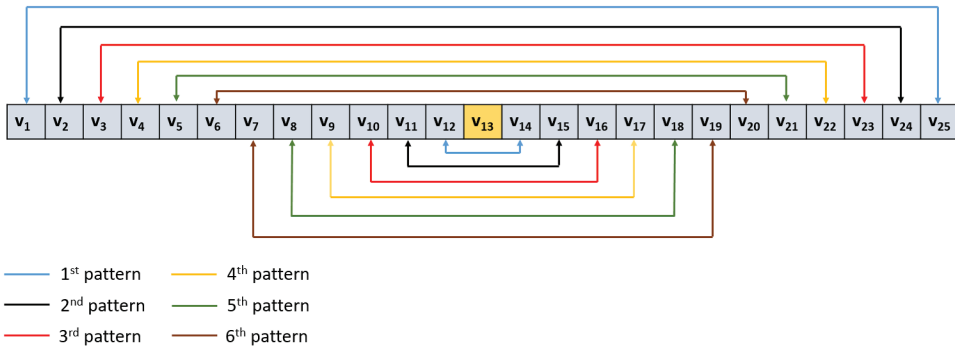 v₁ v₂ v₃ v₄ v₅ v₆ v₇ v₈ v₉ v₁₀ v₁₁ v₁₂ v₁₃ v₁₄ v₁₅ v₁₆ v₁₇ v₁₈ v₁₉ v₂₀ v₂₁ v₂₂ v₂₃ v₂₄ v₂₅
1ˢᵗ pattern 4ᵗʰ pattern
2ⁿᵈ pattern 5ᵗʰ pattern
3ʳᵈ pattern 6ᵗʰ pattern